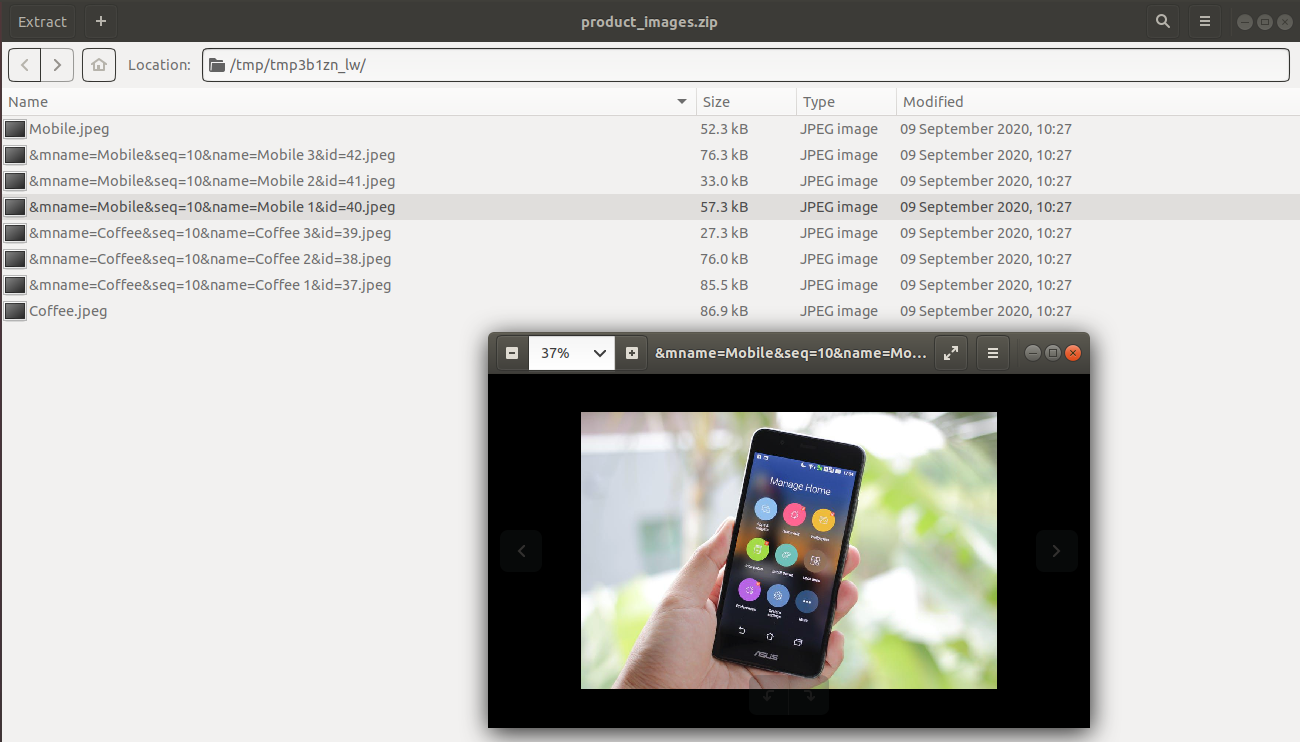 Extract + product_images.zip
Location: /tmp/tmp3b1zn_lw/
Name Size Type Modified
Mobile.jpeg 52.3 kB JPEG image 09 September 2020, 10:27
&mname=Mobile&seq=10&name=Mobile 3&id=42.jpeg 76.3 kB JPEG image 09 September 2020, 10:27
&mname=Mobile&seq=10&name=Mobile 2&id=41.jpeg 33.0 kB JPEG image 09 September 2020, 10:27
&mname=Mobile&seq=10&name=Mobile 1&id=40.jpeg 57.3 kB JPEG image 09 September 2020, 10:27
&mname=Coffee&seq=10&name=Coffee 3&id=39.jpeg 27.3 kB JPEG image 09 September 2020, 10:27
&mname=Coffee&seq=10&name=Coffee 2&id=38.jpeg 76.0 kB JPEG image 09 September 2020, 10:27
&mname=Coffee&seq=10&name=Coffee 1&id=37.jpeg 85.5 kB JPEG image 09 September 2020, 10:27
Coffee.jpeg 86.9 kB JPEG image 09 September 2020, 10:27
37% &mname=Mobile&seq=10&name=Mo...
Manage Home
Preferences
More
ASUS